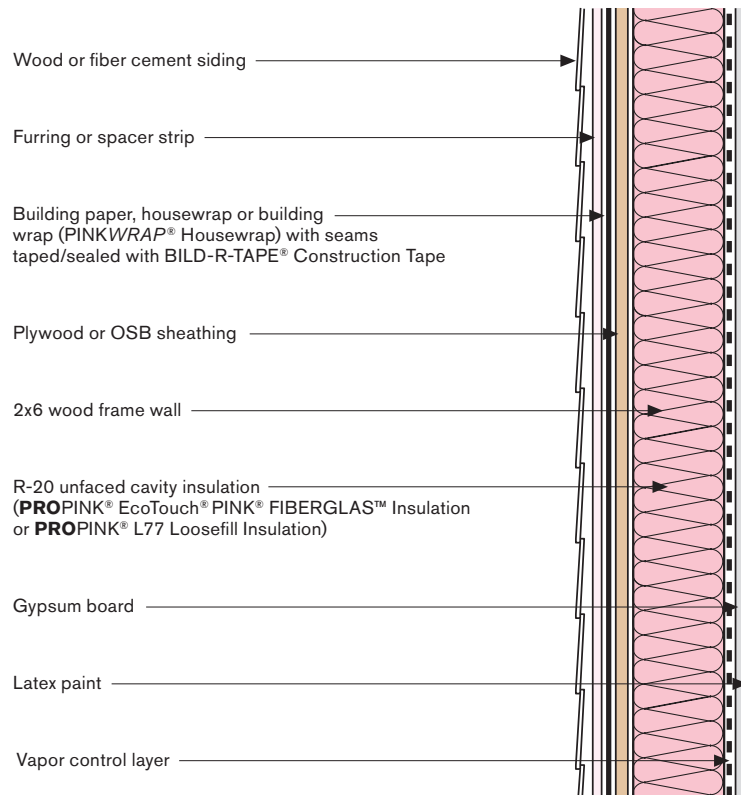 Wood or fiber cement siding
Furring or spacer strip
Building paper, housewrap or building
wrap (PINKWRAP® Housewrap) with seams
taped/sealed with BILD-R-TAPE® Construction Tape
Plywood or OSB sheathing
2x6 wood frame wall
R-20 unfaced cavity insulation
(PROPINK® EcoTouch® PINK® FIBERGLAS™ Insulation
or PROPINK® L77 Loosefill Insulation)
Gypsum board
Latex paint
Vapor control layer